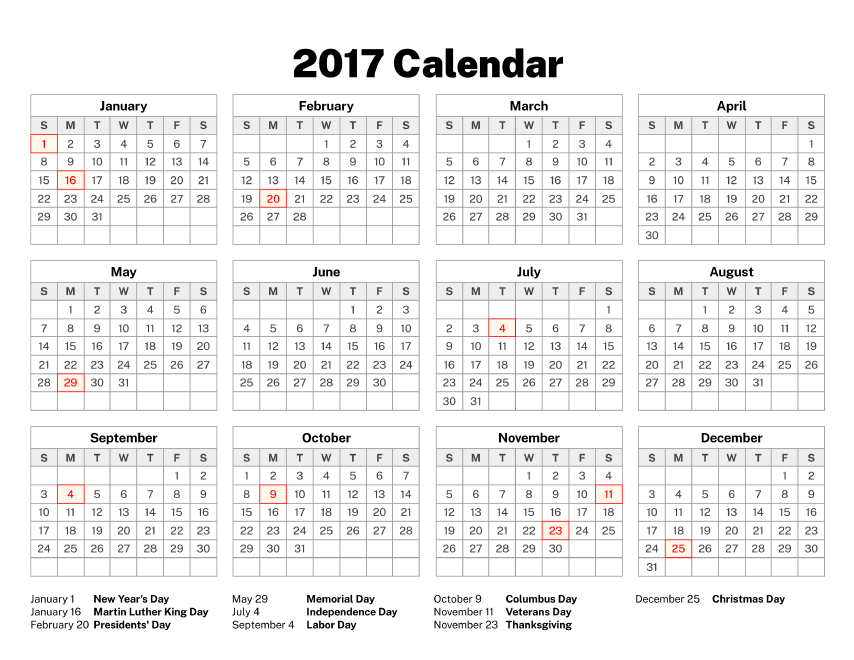 2017 Calendar
January February March April
S M T W T F S S M T W T F S S M T W T F S S M T W T F S
1 2 3 4 5 6 7 1 2 3 4 1 2 3 4 1
8 9 10 11 12 13 14 5 6 7 8 9 10 11 5 6 7 8 9 10 11 2 3 4 5 6 7 8
15 16 17 18 19 20 21 12 13 14 15 16 17 18 12 13 14 15 16 17 18 9 10 11 12 13 14 15
22 23 24 25 26 27 28 19 20 21 22 23 24 25 19 20 21 22 23 24 25 16 17 18 19 20 21 22
29 30 31 26 27 28 26 27 28 29 30 31 23 24 25 26 27 28 29
30
May June July August
S M T W T F S S M T W T F S S M T W T F S S M T W T F S
1 2 3 4 5 6 1 2 3 1 1 2 3 4 5
7 8 9 10 11 12 13 4 5 6 7 8 9 10 2 3 4 5 6 7 8 6 7 8 9 10 11 12
14 15 16 17 18 19 20 11 12 13 14 15 16 17 9 10 11 12 13 14 15 13 14 15 16 17 18 19
21 22 23 24 25 26 27 18 19 20 21 22 23 24 16 17 18 19 20 21 22 20 21 22 23 24 25 26
28 29 30 31 25 26 27 28 29 30 23 24 25 26 27 28 29 27 28 29 30 31
30 31
September October November December
S M T W T F S S M T W T F S S M T W T F S S M T W T F S
1 2 1 2 3 4 5 6 7 1 2 3 4 1 2
3 4 5 6 7 8 9 8 9 10 11 12 13 14 5 6 7 8 9 10 11 3 4 5 6 7 8 9
10 11 12 13 14 15 16 15 16 17 18 19 20 21 12 13 14 15 16 17 18 10 11 12 13 14 15 16
17 18 19 20 21 22 23 22 23 24 25 26 27 28 19 20 21 22 23 24 25 17 18 19 20 21 22 23
24 25 26 27 28 29 30 29 30 31 26 27 28 29 30 24 25 26 27 28 29 30
31
January 1 New Year's Day May 29 Memorial Day October 9 Columbus Day December 25 Christmas Day
January 16 Martin Luther King Day July 4 Independence Day November 11 Veterans Day
February 20 Presidents' Day September 4 Labor Day November 23 Thanksgiving